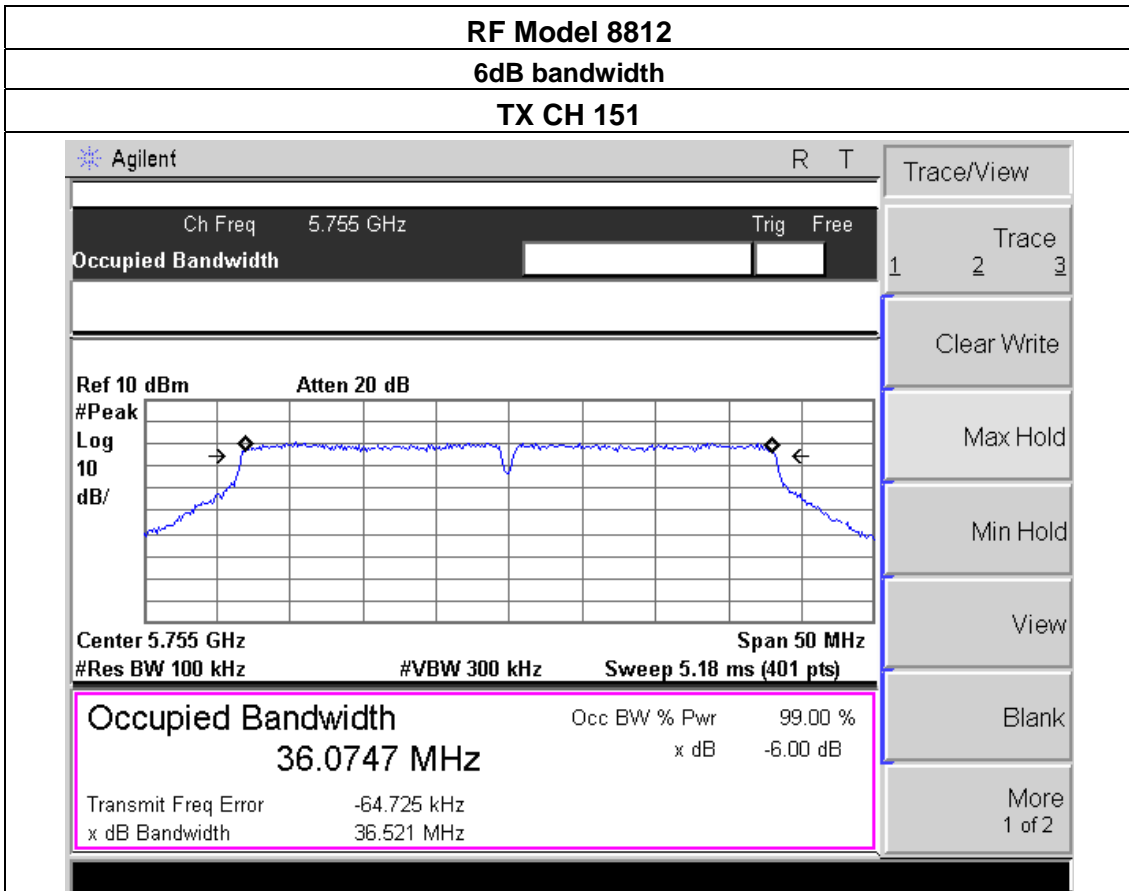 RF Model 8812
6dB bandwidth
TX CH 151
Agilent R T
Ch Freq 5.755 GHz Trig Free
Occupied Bandwidth
Ref 10 dBm Atten 20 dB
#Peak
Log
10
dB/
Center 5.755 GHz Span 50 MHz
#Res BW 100 kHz #VBW 300 kHz Sweep 5.18 ms (401 pts)
Occupied Bandwidth
36.0747 MHz
Occ BW % Pwr 99.00 %
x dB -6.00 dB
Transmit Freq Error -64.725 kHz
x dB Bandwidth 36.521 MHz
Trace/View
Trace
1 2 3
Clear Write
Max Hold
Min Hold
View
Blank
More
1 of 2